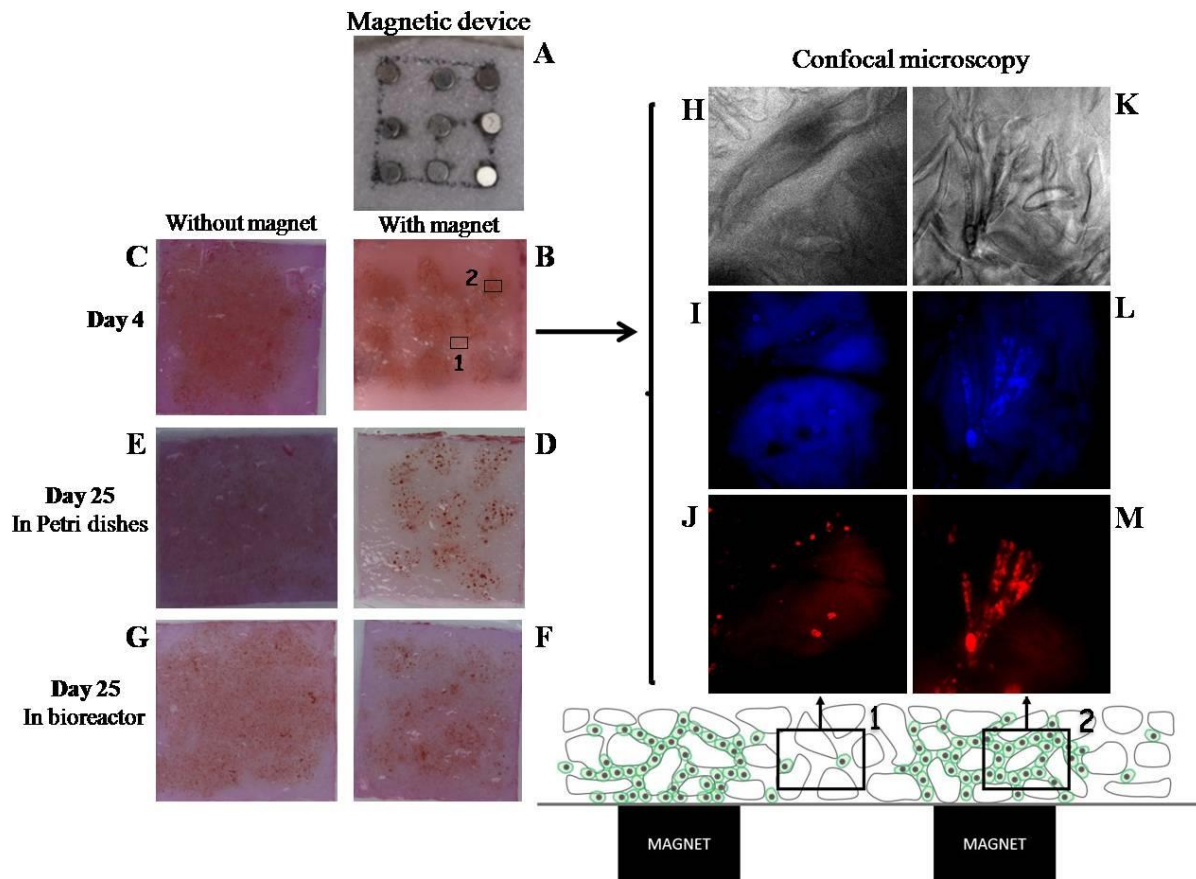 Magnetic device
A
Confocal microscopy
H
K
Without magnet
With magnet
C
B
2
1
Day 4
I
L
E
D
Day 25
In Petri dishes
J
M
G
F
Day 25
In bioreactor
1
2
MAGNET
MAGNET